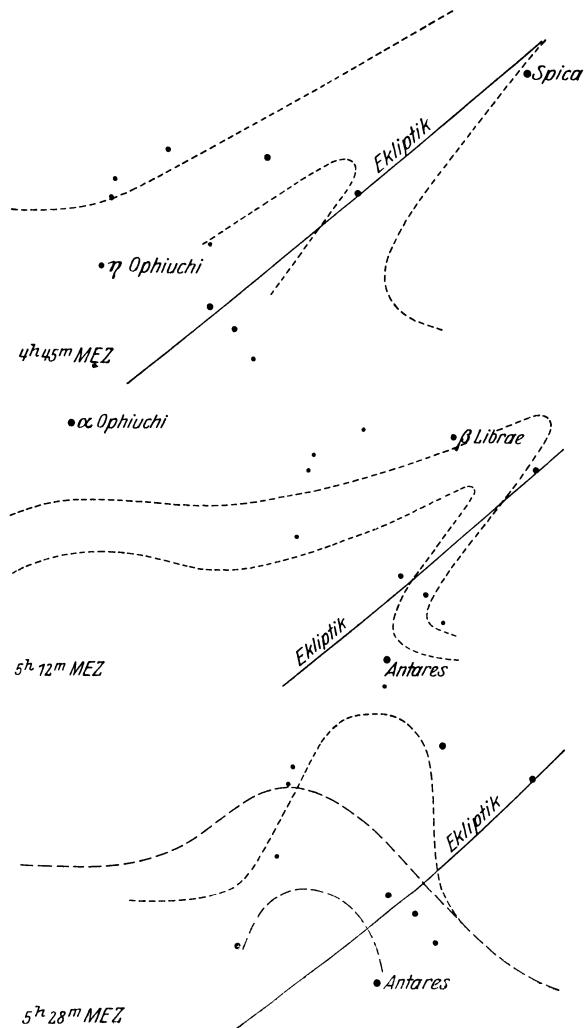 Spica
Ekliptik
η Ophiuchi
4h 45m MEZ
α Ophiuchi
β Librae
Ekliptik
5h 12m MEZ
Antares
Ekliptik
Antares
5h 28m MEZ